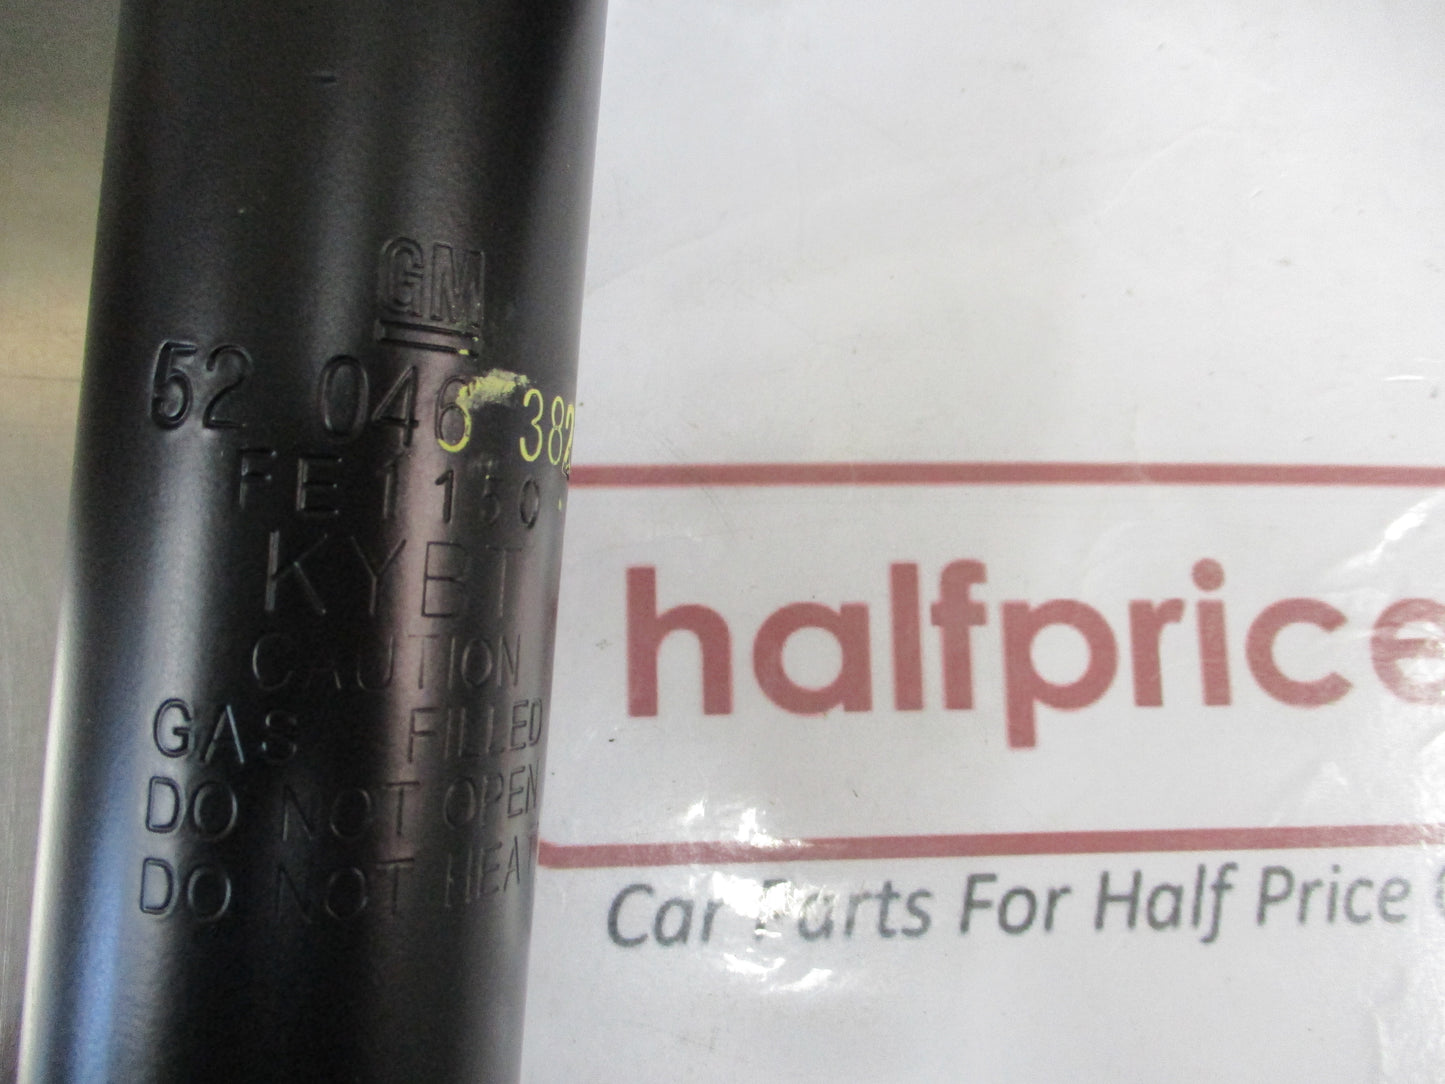 GM
52 046 382
FE1150
KYBT
CAUTION
GAS FILLED
DO NOT OPEN
DO NOT HEAT
halfprice
Car Parts For Half Price